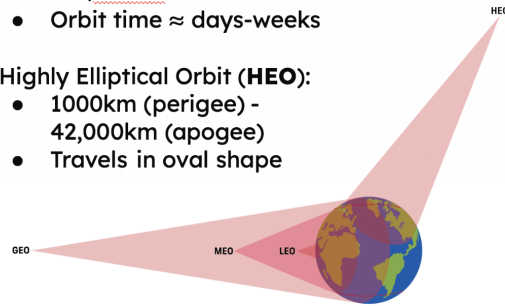 ● Orbit time ≈ days-weeks
Highly Elliptical Orbit (HEO):
● 1000km (perigee) -
42,000km (apogee)
● Travels in oval shape
HEO
GEO
MEO
LEO